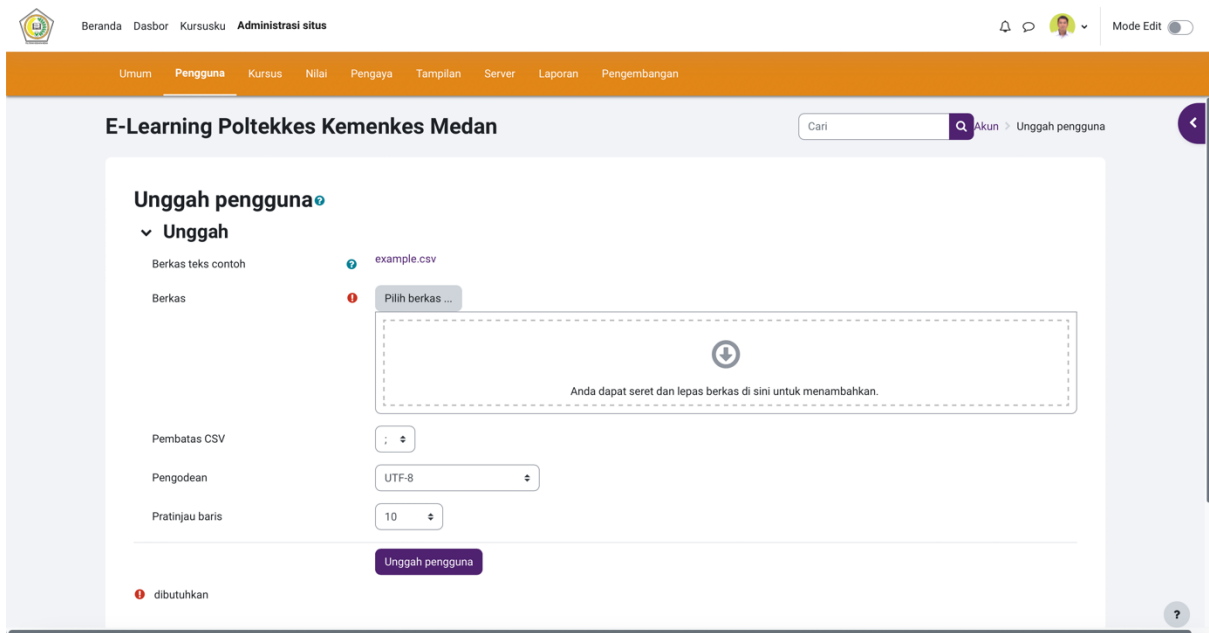 Beranda Dasbor Kursusku Administrasi situs Mode Edit
Umum Pengguna Kursus Nilai Pengaya Tampilan Server Laporan Pengembangan
E-Learning Poltekkes Kemenkes Medan Cari Akun > Unggah pengguna
Unggah pengguna
Unggah
Berkas teks contoh example.csv
Berkas Pilih berkas ...
Anda dapat seret dan lepas berkas di sini untuk menambahkan.
Pembatas CSV ;
Pengodean UTF-8
Pratinjau baris 10
Unggah pengguna
dibutuhkan
?